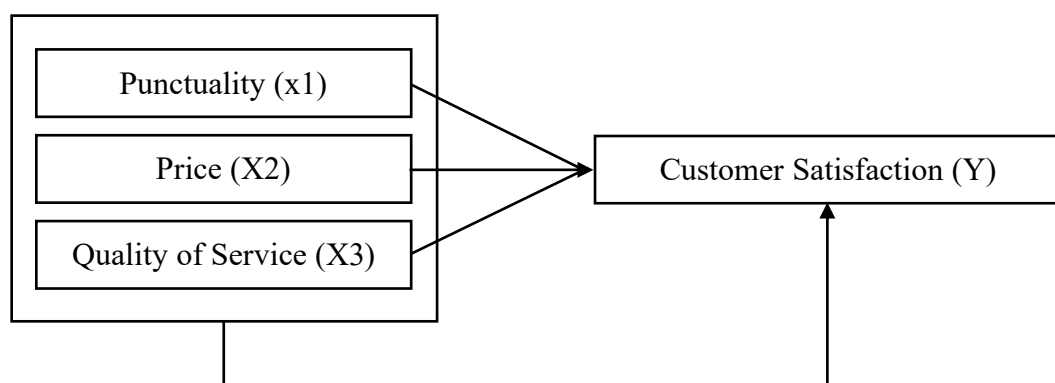 Punctuality (x1)
Price (X2)
Customer Satisfaction (Y)
Quality of Service (X3)